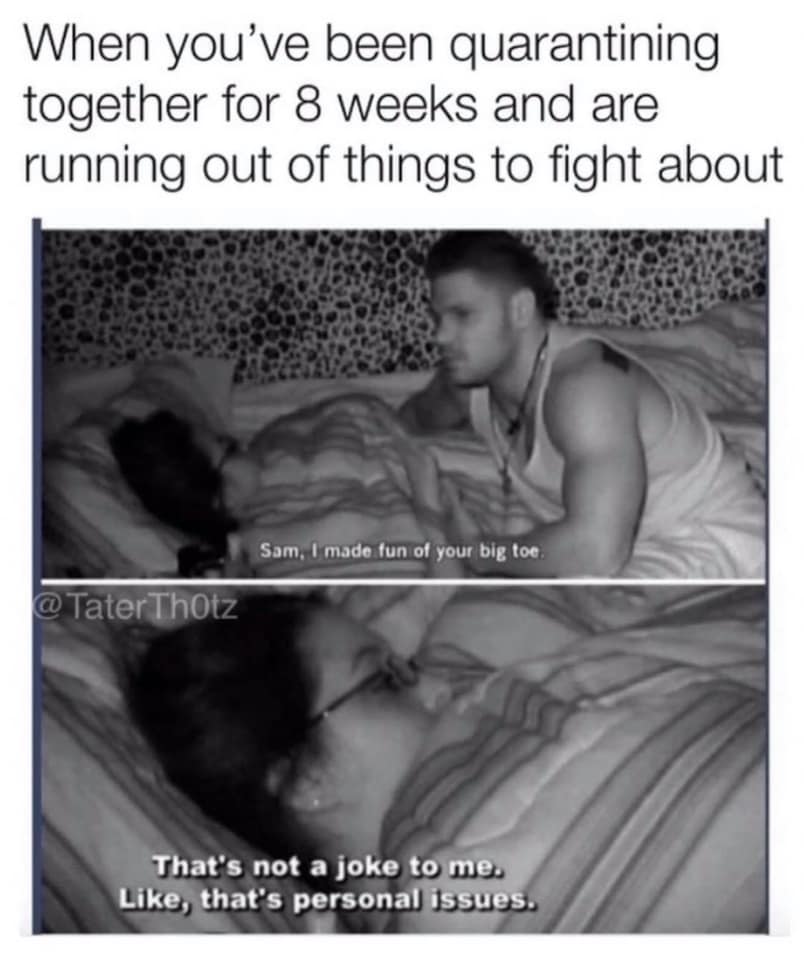 When you’ve been quarantining
together for 8 weeks and are
running out of things to fight about
Sam, I made fun of your big toe.
@TaterTh0tz
That's not a joke to me.
Like, that's personal issues.